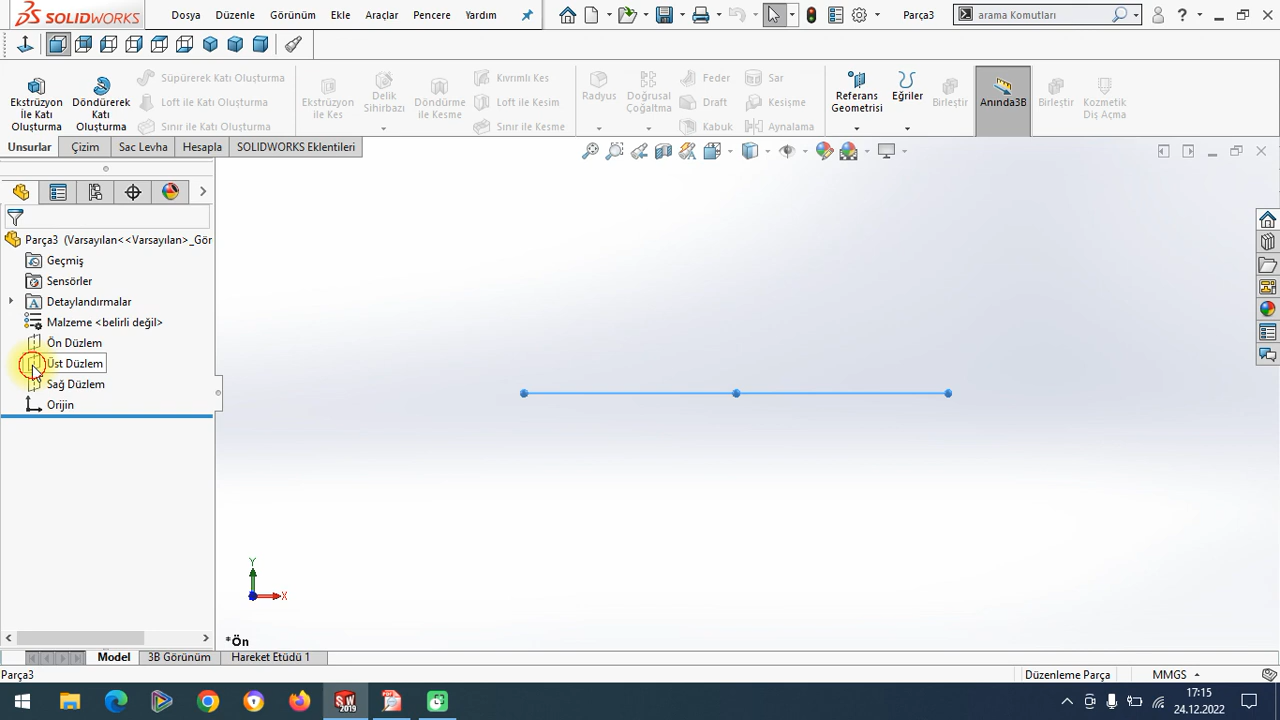 SOLIDWORKS
Dosya Düzenle Görünüm Ekle Araçlar Pencere Yardım
Parça3
arama Komutları
Ekstrüzyon ile Katı Oluşturma
Döndürerek Katı Oluşturma
Süpürerek Katı Oluşturma
Loft ile Katı Oluşturma
Sınır ile Katı Oluşturma
Ekstrüzyon ile Kes
Delik Sihirbazı
Döndürme ile Kesme
Kıvrımlı Kes
Loft ile Kesim
Sınır ile Kesme
Radyus
Doğrusal Çoğaltma
Feder
Draft
Kabuk
Sar
Kesişme
Aynalama
Referans Geometrisi
Eğriler
Birleştir
Anında3B
Birleştir
Kozmetik Diş Açma
Unsurlar Çizim Sac Levha Hesapla SOLIDWORKS Eklentileri
Parça3 (Varsayılan<<Varsayılan>_Gör
Geçmiş
Sensörler
Detaylandırmalar
Malzeme <belirli değil>
Ön Düzlem
Üst Düzlem
Sağ Düzlem
Orijin
Y
X
*Ön
Model 3B Görünüm Hareket Etüdü 1
Parça3
Düzenleme Parça
MMGS
SW 2019
17:15
24.12.2022